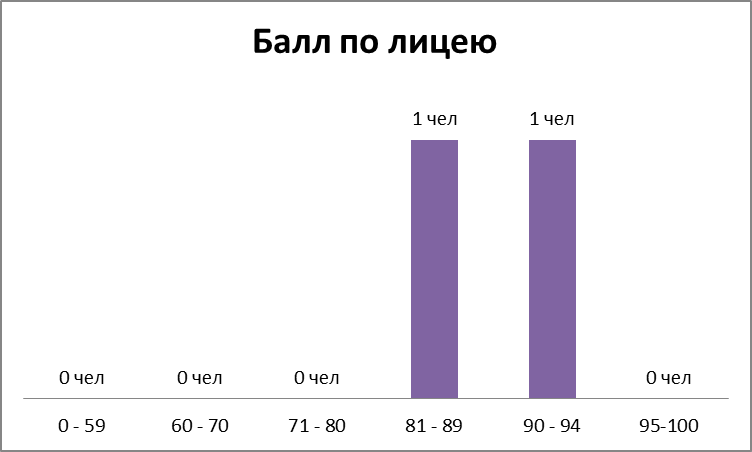 Балл по лицею
1 чел 1 чел
0 чел 0 чел 0 чел 0 чел
0 - 59 60 - 70 71 - 80 81 - 89 90 - 94 95-100